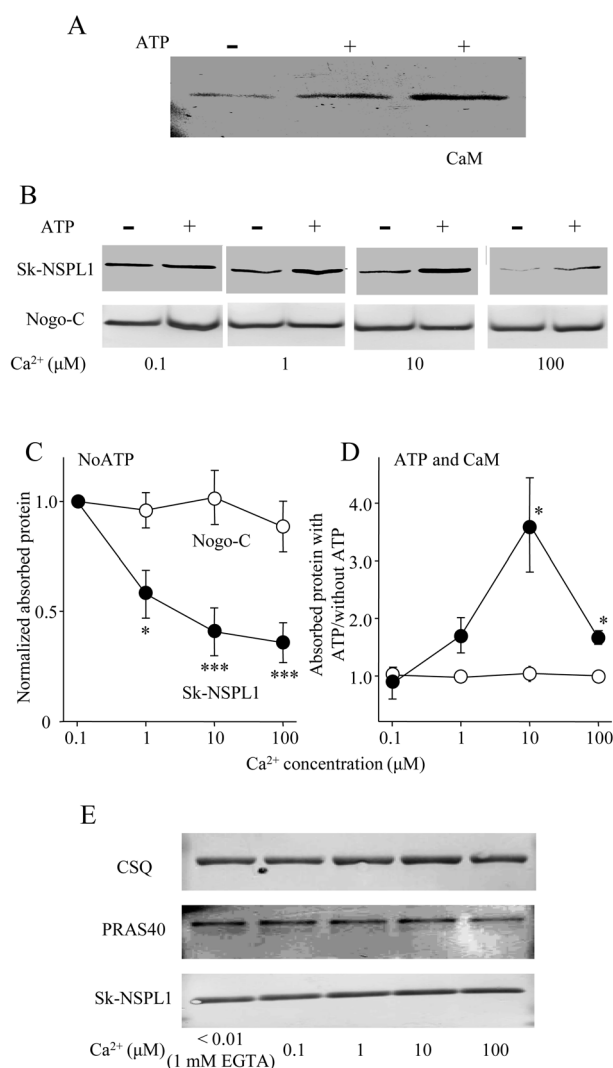 A
ATP - + +
CaM
B
ATP - + - + - + - +
Sk-NSPL1
Nogo-C
Ca²⁺ (μM) 0.1 1 10 100
C
NoATP
Normalized absorbed protein
1.0
0.5
0
Nogo-C
*
***
***
Sk-NSPL1
0.1 1 10 100
D
ATP and CaM
Absorbed protein with
ATP/without ATP
4.0
3.0
2.0
1.0
*
*
0.1 1 10 100
Ca²⁺ concentration (μM)
E
CSQ
PRAS40
Sk-NSPL1
Ca²⁺ (μM) < 0.01 0.1 1 10 100
(1 mM EGTA)